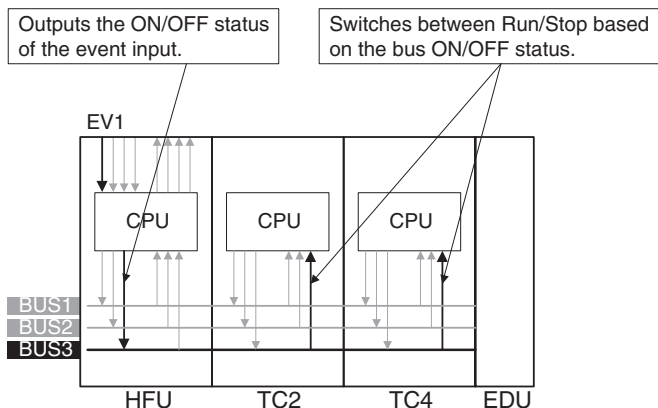 Outputs the ON/OFF status
of the event input.
Switches between Run/Stop based
on the bus ON/OFF status.
EV1
CPU
CPU
CPU
BUS1
BUS2
BUS3
HFU
TC2
TC4
EDU